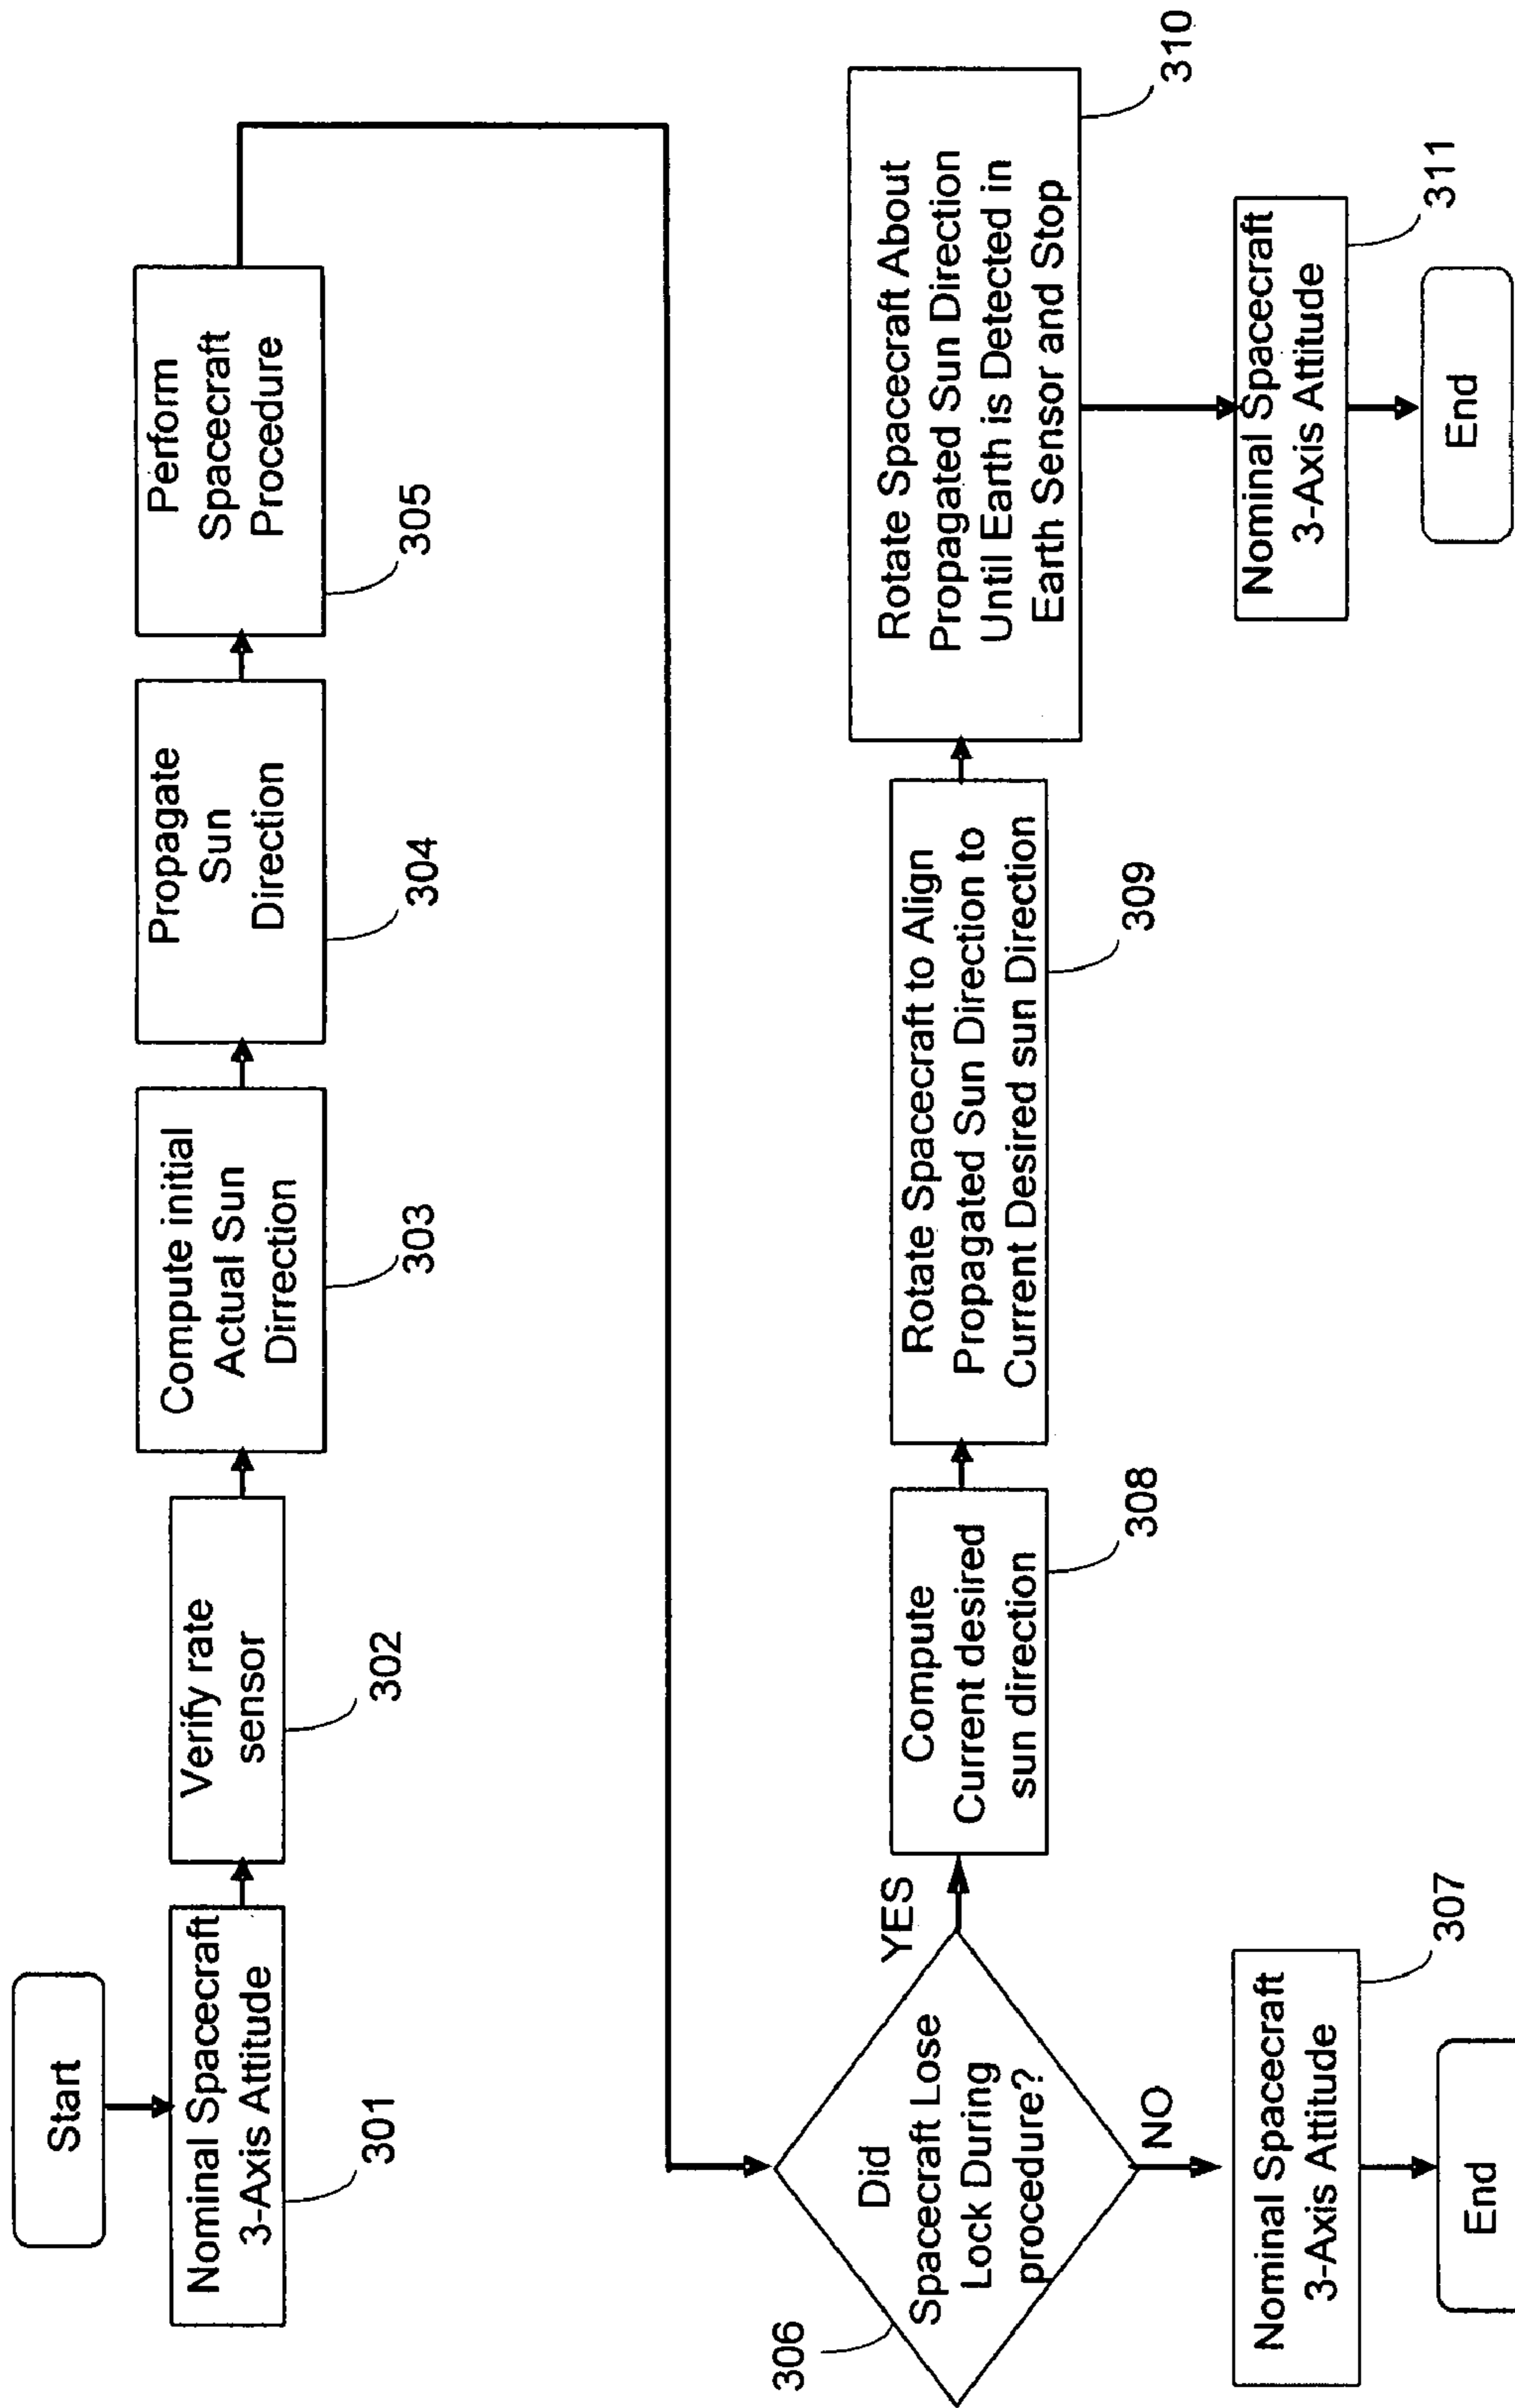 Start
Nominal Spacecraft
3-Axis Attitude
301
Verify rate
sensor
302
Compute initial
Actual Sun
Dirrection
303
Propagate
Sun
Direction
304
Perform
Spacecraft
Procedure
305
Did
Spacecraft Lose
Lock During
procedure?
306
YES
NO
Nominal Spacecraft
3-Axis Attitude
307
End
Compute
Current desired
sun direction
308
Rotate Spacecraft to Align
Propagated Sun Direction to
Current Desired sun Direction
309
Rotate Spacecraft About
Propagated Sun Direction
Until Earth is Detected in
Earth Sensor and Stop
310
Nominal Spacecraft
3-Axis Attitude
311
End